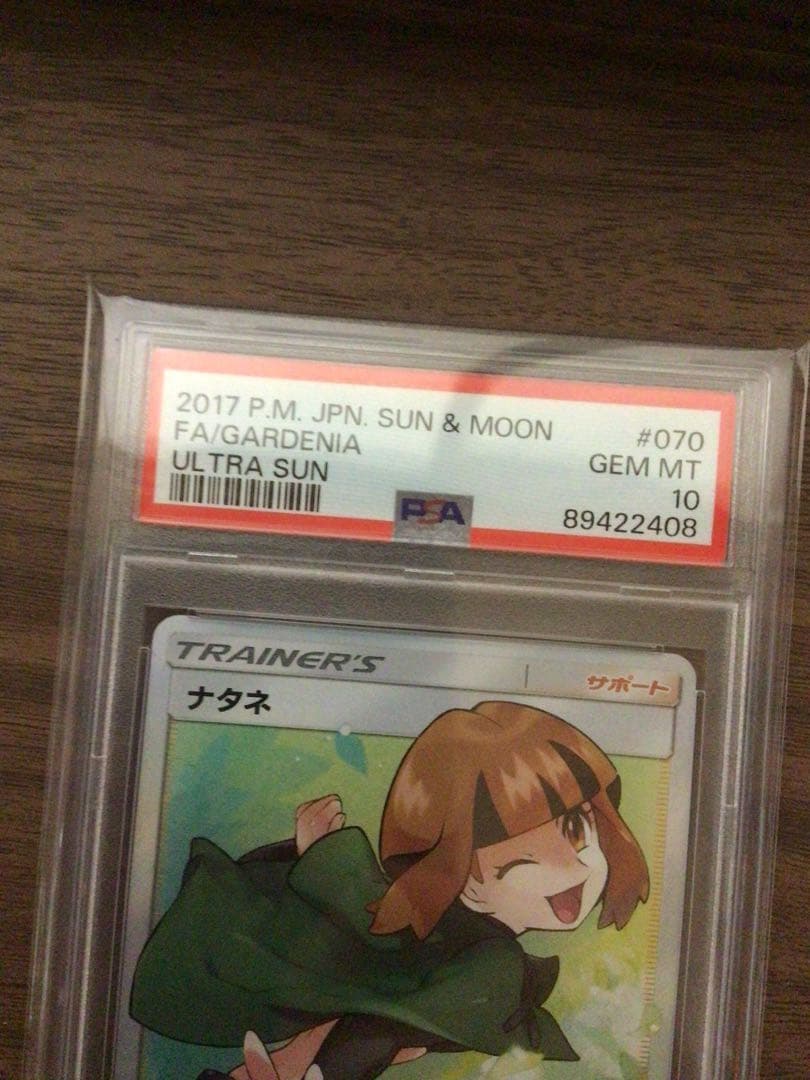 2017 P.M. JPN. SUN & MOON #070
FA/GARDENIA GEM MT
ULTRA SUN 10
PSA 89422408
TRAINER'S サポート
ナタネ